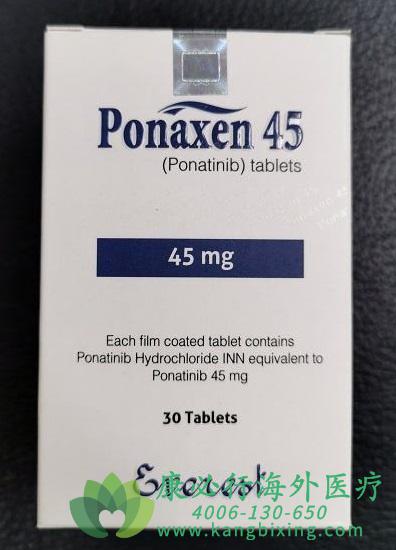 Ponaxen 45
(Ponatinib) tablets
45 mg
Each film coated tablet contains
Ponatinib Hydrochloride INN equivalent to
Ponatinib 45 mg
30 Tablets
Everest
康必行海外医疗
4006-130-650
www.kangbixing.com